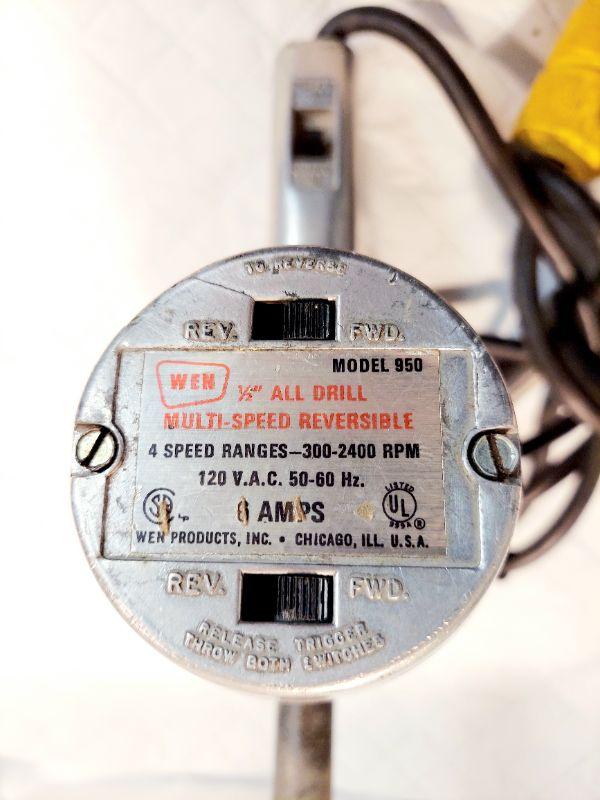 TO REVERSE
REV. FWD.
MODEL 950
WEN
½" ALL DRILL
MULTI-SPEED REVERSIBLE
4 SPEED RANGES—300-2400 RPM
120 V.A.C. 50-60 Hz.
LISTED
UL ®
6 AMPS
WEN PRODUCTS, INC. • CHICAGO, ILL. U.S.A.
REV. FWD.
RELEASE TRIGGER
THROW BOTH SWITCHES